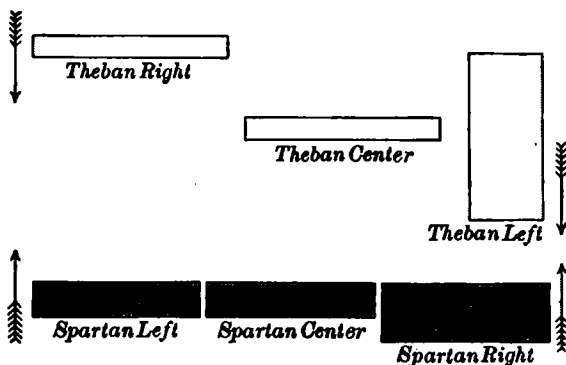 Theban Right
Theban Center
Theban Left
Spartan Left
Spartan Center
Spartan Right